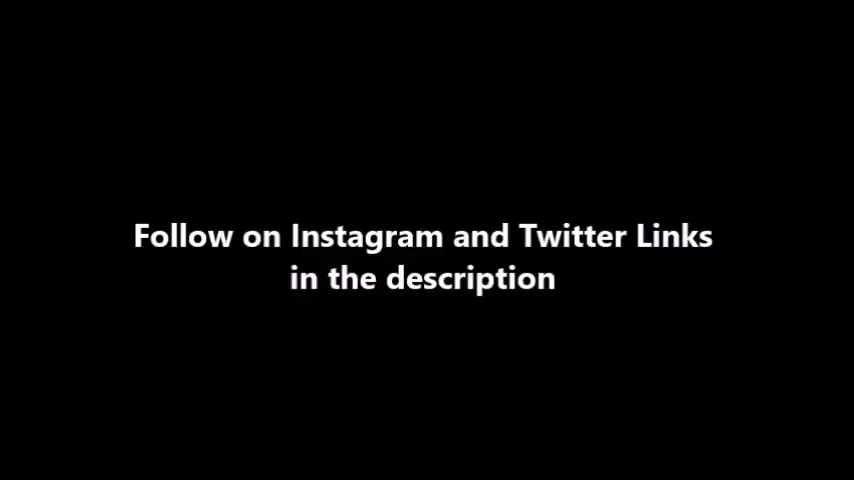 Follow on Instagram and Twitter Links
in the description